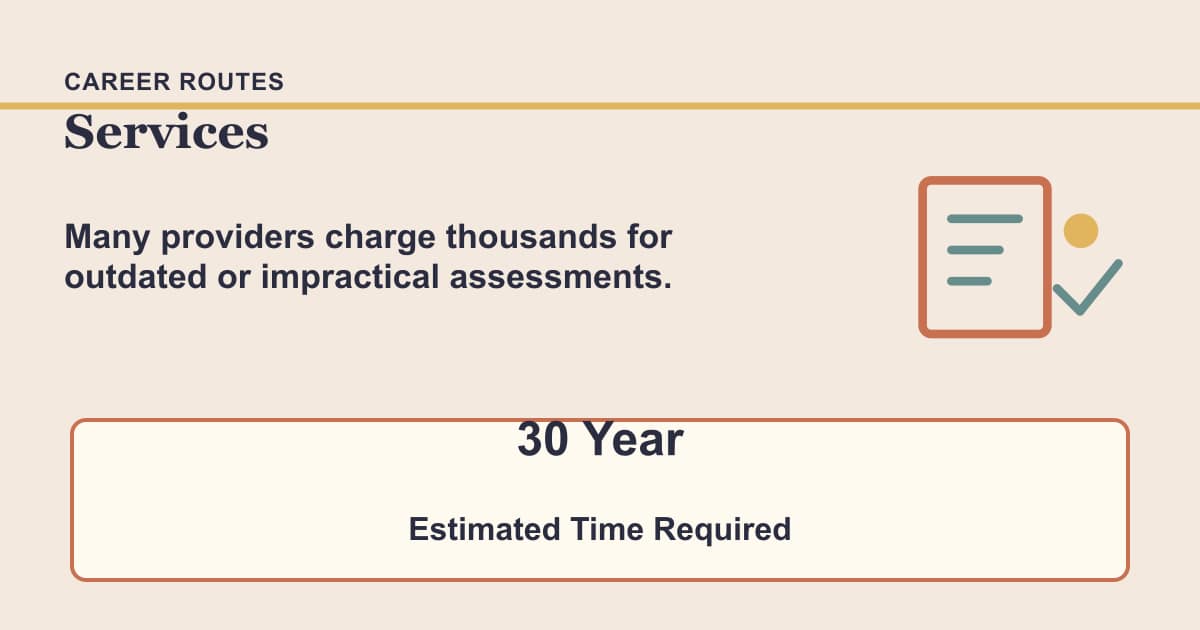 CAREER ROUTES
Services
Many providers charge thousands for
outdated or impractical assessments.
30 Year
Estimated Time Required